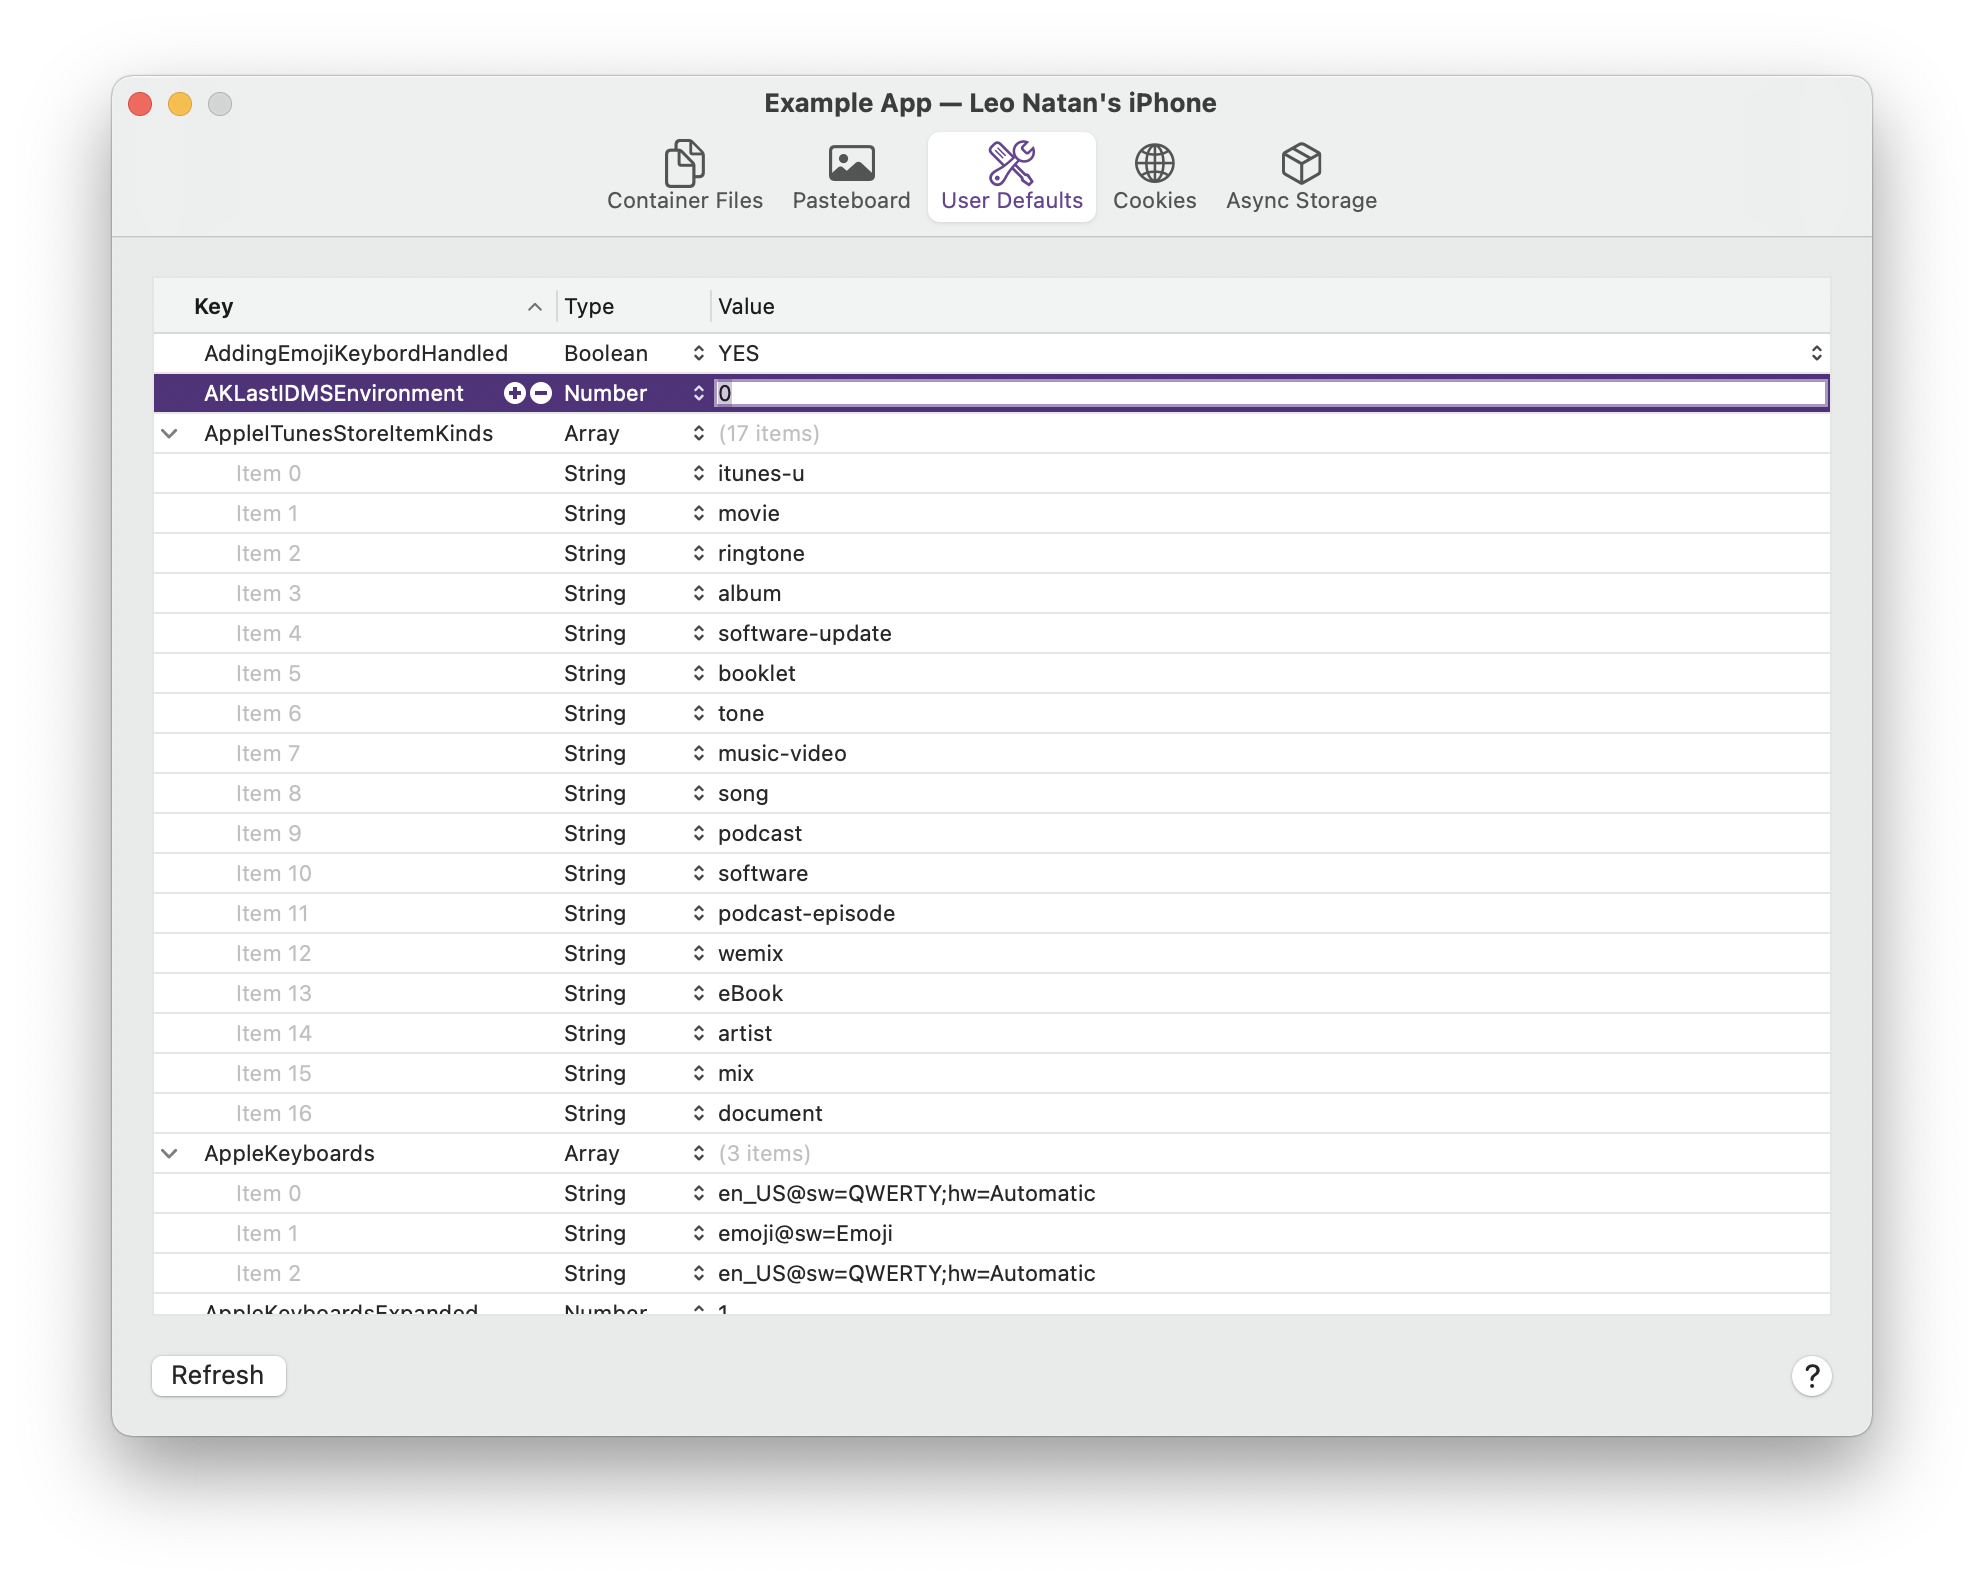 Example App — Leo Natan's iPhone
Container Files Pasteboard User Defaults Cookies Async Storage
Key Type Value
AddingEmojiKeybordHandled Boolean YES
AKLastIDMSEnvironment Number 0
AppleITunesStoreItemKinds Array (17 items)
Item 0 String itunes-u
Item 1 String movie
Item 2 String ringtone
Item 3 String album
Item 4 String software-update
Item 5 String booklet
Item 6 String tone
Item 7 String music-video
Item 8 String song
Item 9 String podcast
Item 10 String software
Item 11 String podcast-episode
Item 12 String wemix
Item 13 String eBook
Item 14 String artist
Item 15 String mix
Item 16 String document
AppleKeyboards Array (3 items)
Item 0 String en_US@sw=QWERTY;hw=Automatic
Item 1 String emoji@sw=Emoji
Item 2 String en_US@sw=QWERTY;hw=Automatic
AppleKeyboardsExpanded Number 1
Refresh ?